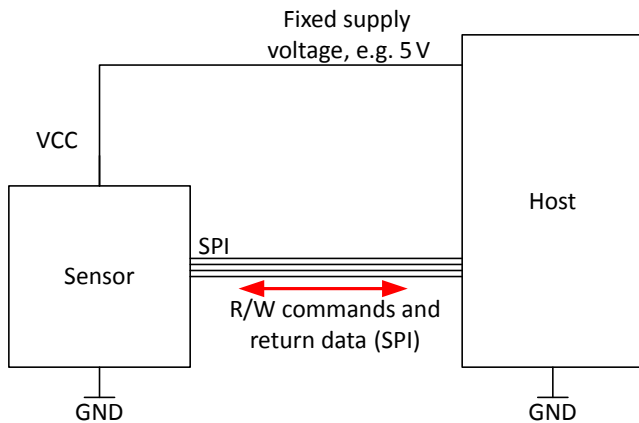 Fixed supply
voltage, e.g. 5 V
VCC
Host
SPI
Sensor
R/W commands and
return data (SPI)
GND
GND